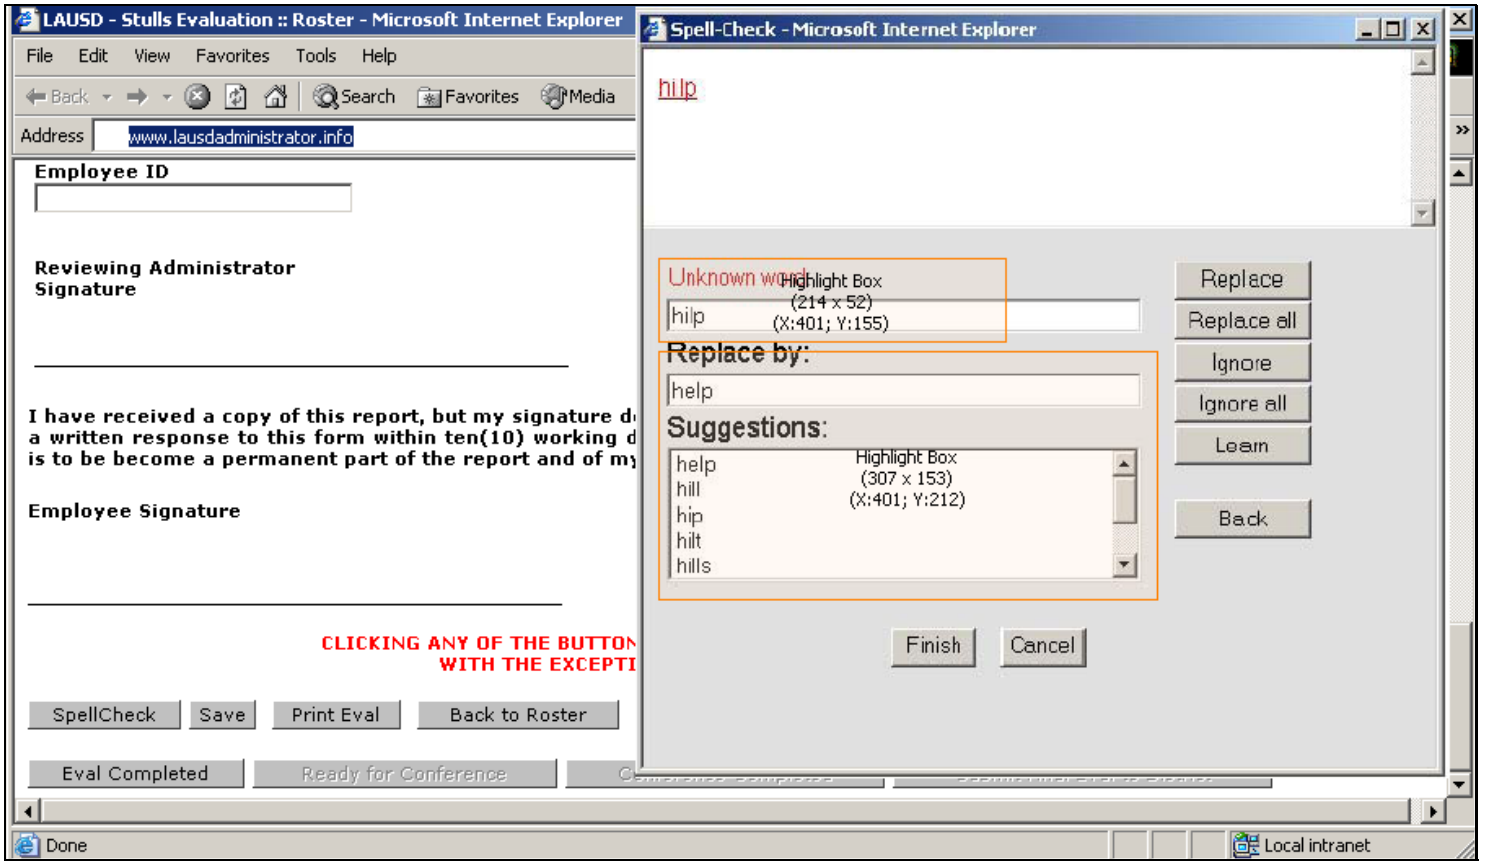 LAUSD - Stulls Evaluation :: Roster - Microsoft Internet Explorer
File Edit View Favorites Tools Help
Back Search Favorites Media
Address www.lausdadministrator.info
Employee ID
Reviewing Administrator
Signature
I have received a copy of this report, but my signature d
a written response to this form within ten(10) working d
is to be become a permanent part of the report and of my
Employee Signature
CLICKING ANY OF THE BUTTON
WITH THE EXCEPTI
SpellCheck Save Print Eval Back to Roster
Eval Completed Ready for Conference
Done Local intranet
Spell-Check - Microsoft Internet Explorer
hilp
Unknown word
Highlight Box
(214 x 52)
(X:401; Y:155)
hilp
Replace by:
help
Suggestions:
help
hill
hip
hilt
hills
Highlight Box
(307 x 153)
(X:401; Y:212)
Replace
Replace all
Ignore
Ignore all
Learn
Back
Finish Cancel